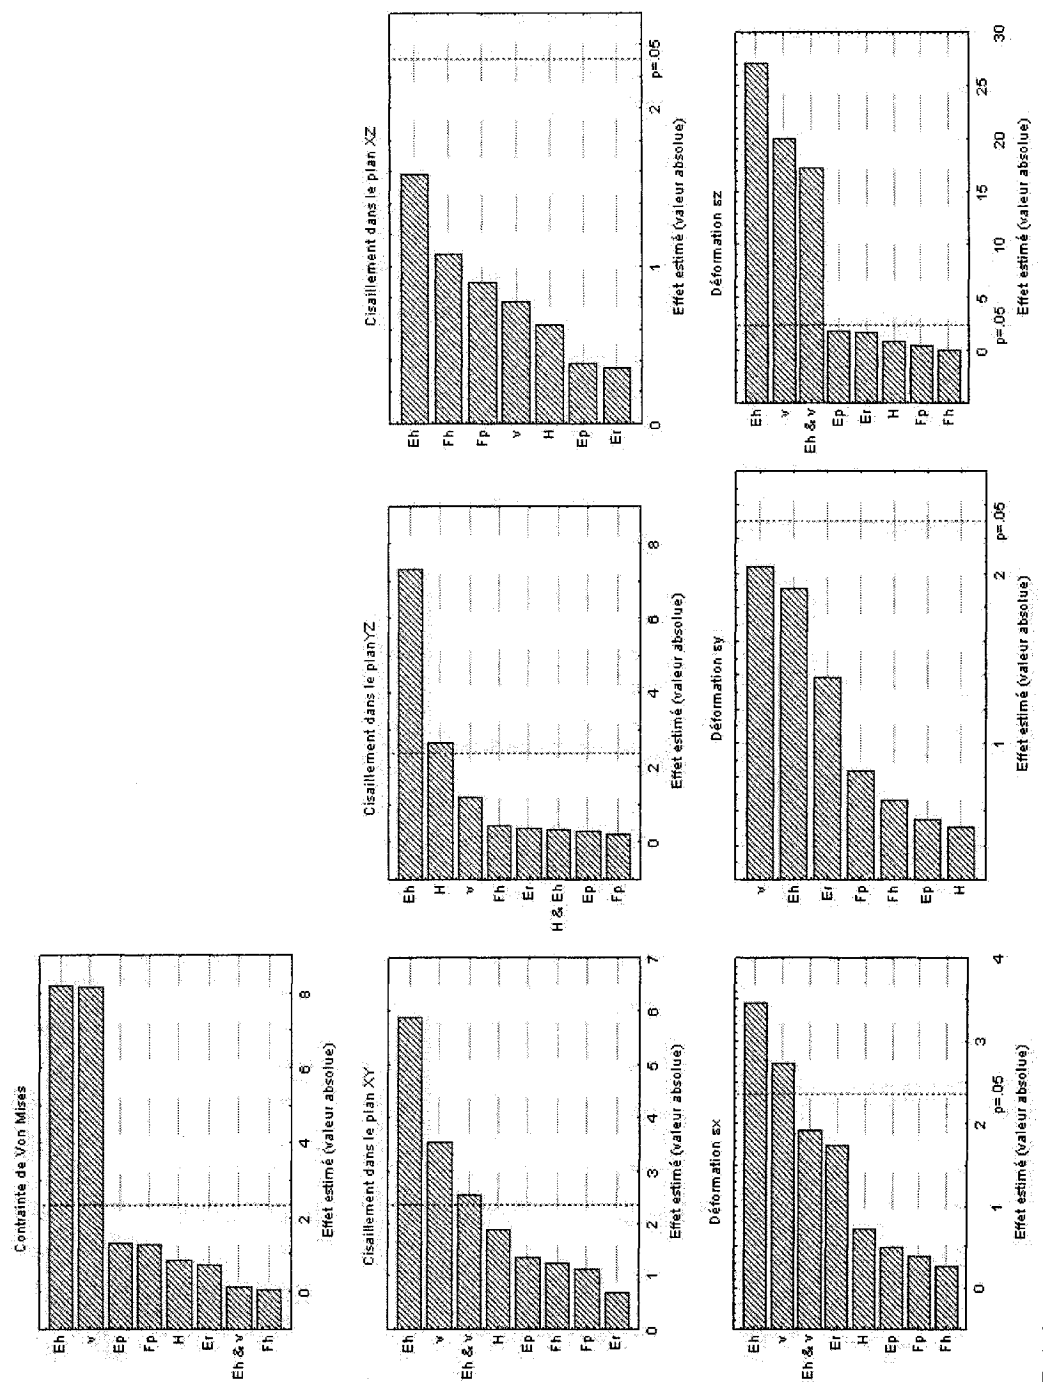 Contrainte de Von Mises
Eh
v
Ep
Fp
H
Er
Eh & v
Fh
0
2
4
6
8
Effet estimé (valeur absolue)
Cisaillement dans le plan XY
Eh
v
Eh & v
H
Ep
Fh
Fp
Er
0
1
2
3
4
5
6
7
Effet estimé (valeur absolue)
Cisaillement dans le plan YZ
Eh
H
v
Fh
Er
H & Eh
Ep
Fp
0
2
4
6
8
Effet estimé (valeur absolue)
Cisaillement dans le plan XZ
Eh
Fh
Fp
v
H
Ep
Er
0
1
2
p=.05
Effet estimé (valeur absolue)
Déformation εx
Eh
v
Eh & v
Er
H
Ep
Fp
Fh
0
1
2
p=.05
3
4
Effet estimé (valeur absolue)
Déformation εy
v
Eh
Er
Fp
Fh
Ep
H
1
2
p=.05
Effet estimé (valeur absolue)
Déformation εz
Eh
v
Eh & v
Ep
Er
H
Fp
Fh
0
p=.05
5
10
15
20
25
30
Effet estimé (valeur absolue)